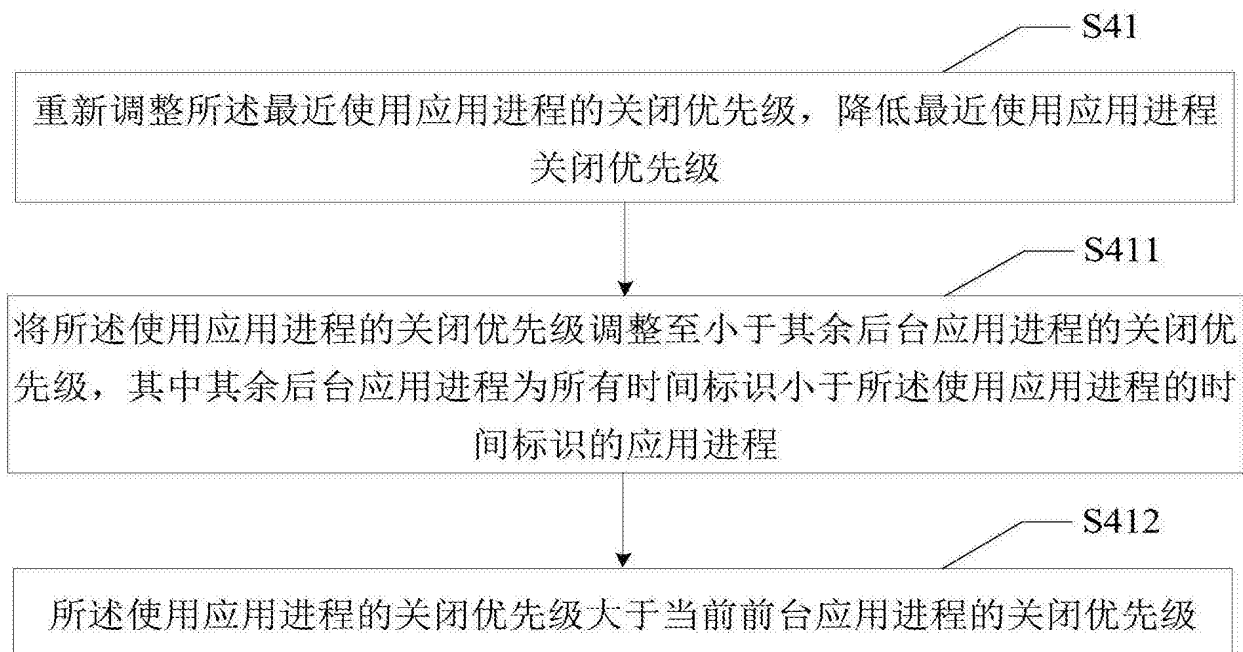 S41
重新调整所述最近使用应用进程的关闭优先级，降低最近使用应用进程
关闭优先级
S411
将所述使用应用进程的关闭优先级调整至小于其余后台应用进程的关闭优
先级，其中其余后台应用进程为所有时间标识小于所述使用应用进程的时
间标识的应用进程
S412
所述使用应用进程的关闭优先级大于当前前台应用进程的关闭优先级